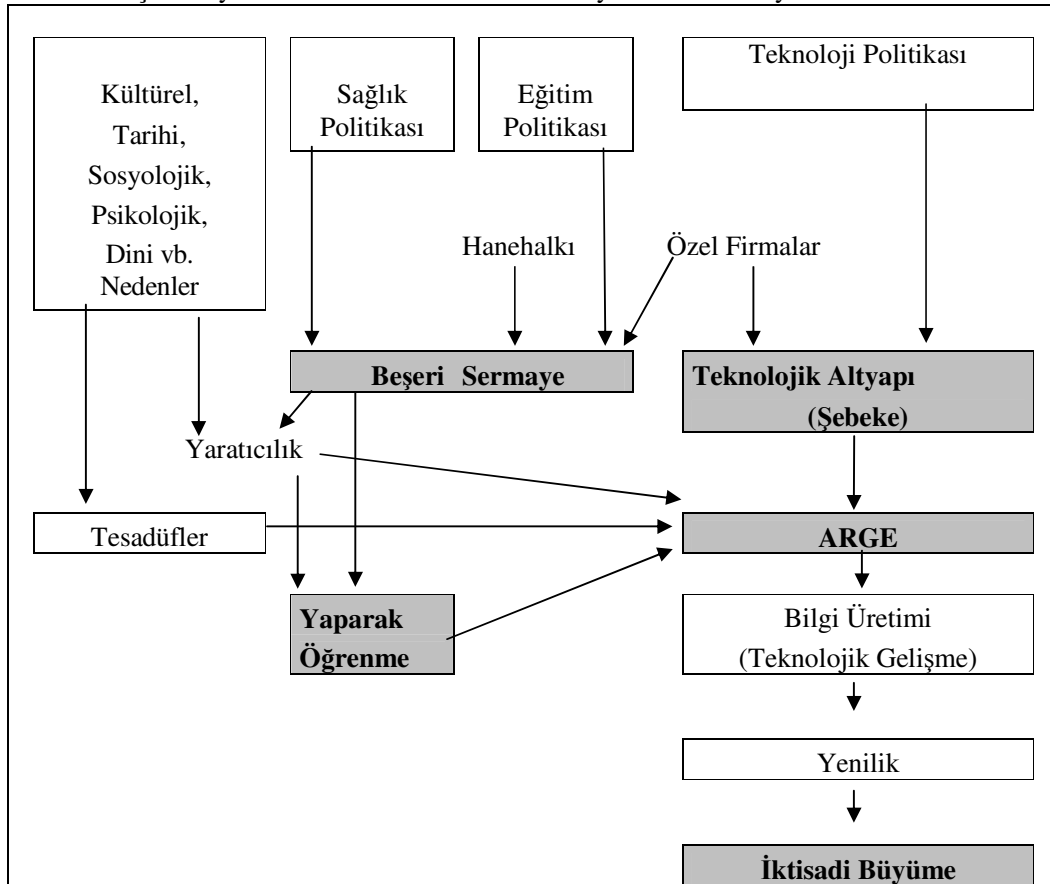 Kültürel,
Tarihi,
Sosyolojik,
Psikolojik,
Dini vb.
Nedenler
Sağlık
Politikası
Eğitim
Politikası
Teknoloji Politikası
Hanehalkı
Özel Firmalar
Beşeri Sermaye
Teknolojik Altyapı
(Şebeke)
Yaratıcılık
Tesadüfler
ARGE
Yaparak
Öğrenme
Bilgi Üretimi
(Teknolojik Gelişme)
Yenilik
İktisadi Büyüme